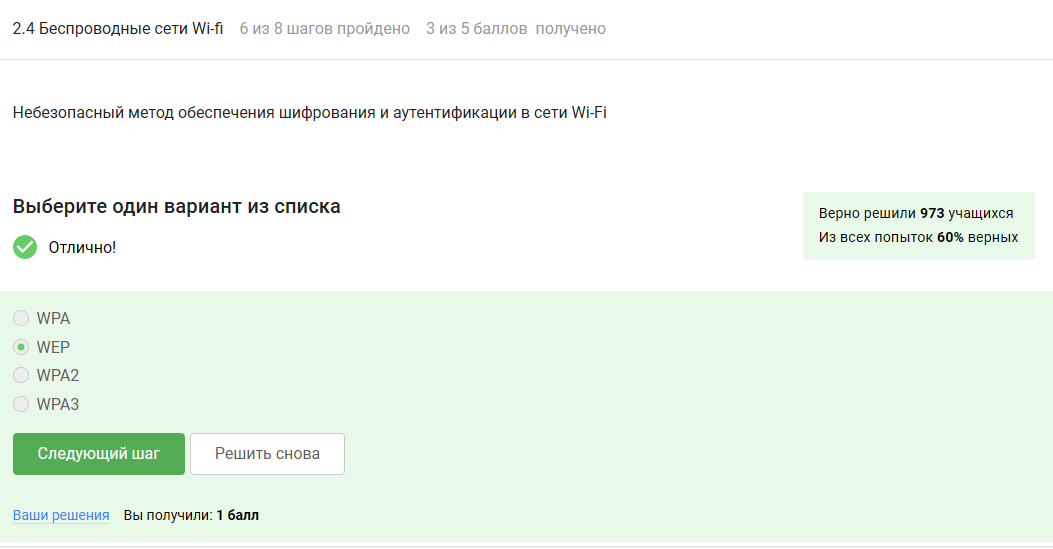 2.4 Беспроводные сети Wi-fi 6 из 8 шагов пройдено 3 из 5 баллов получено
Небезопасный метод обеспечения шифрования и аутентификации в сети Wi-Fi
Выберите один вариант из списка
Отлично!
Верно решили 973 учащихся
Из всех попыток 60% верных
WPA
WEP
WPA2
WPA3
Следующий шаг Решить снова
Ваши решения Вы получили: 1 балл